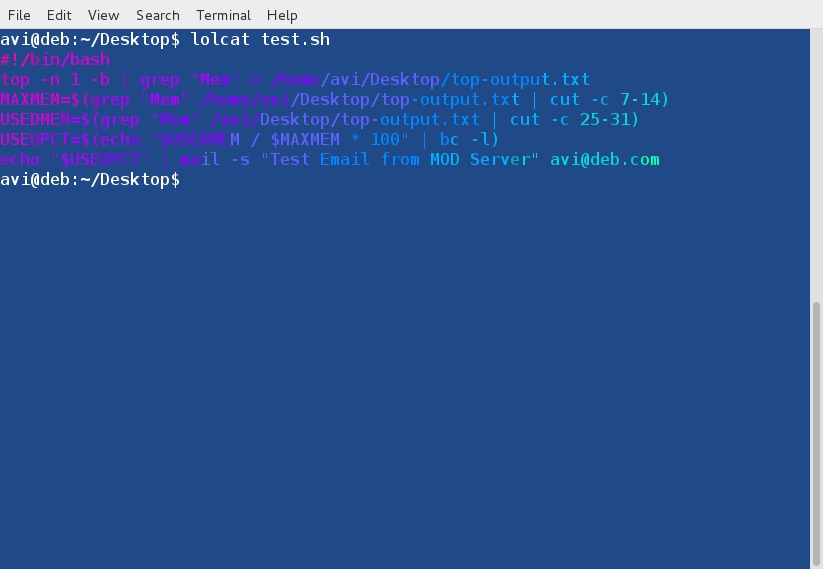 File Edit View Search Terminal Help
avi@deb:~/Desktop$ lolcat test.sh
#!/bin/bash
top -n 1 -b | grep "Mem" > /home/avi/Desktop/top-output.txt
MAXMEM=$(grep "Mem" /home/avi/Desktop/top-output.txt | cut -c 7-14)
USEDMEM=$(grep "Mem" /avi/Desktop/top-output.txt | cut -c 25-31)
USEDPCT=$(echo "$USEDMEM / $MAXMEM * 100" | bc -l)
echo "$USEDPCT" | mail -s "Test Email from MOD Server" avi@deb.com
avi@deb:~/Desktop$